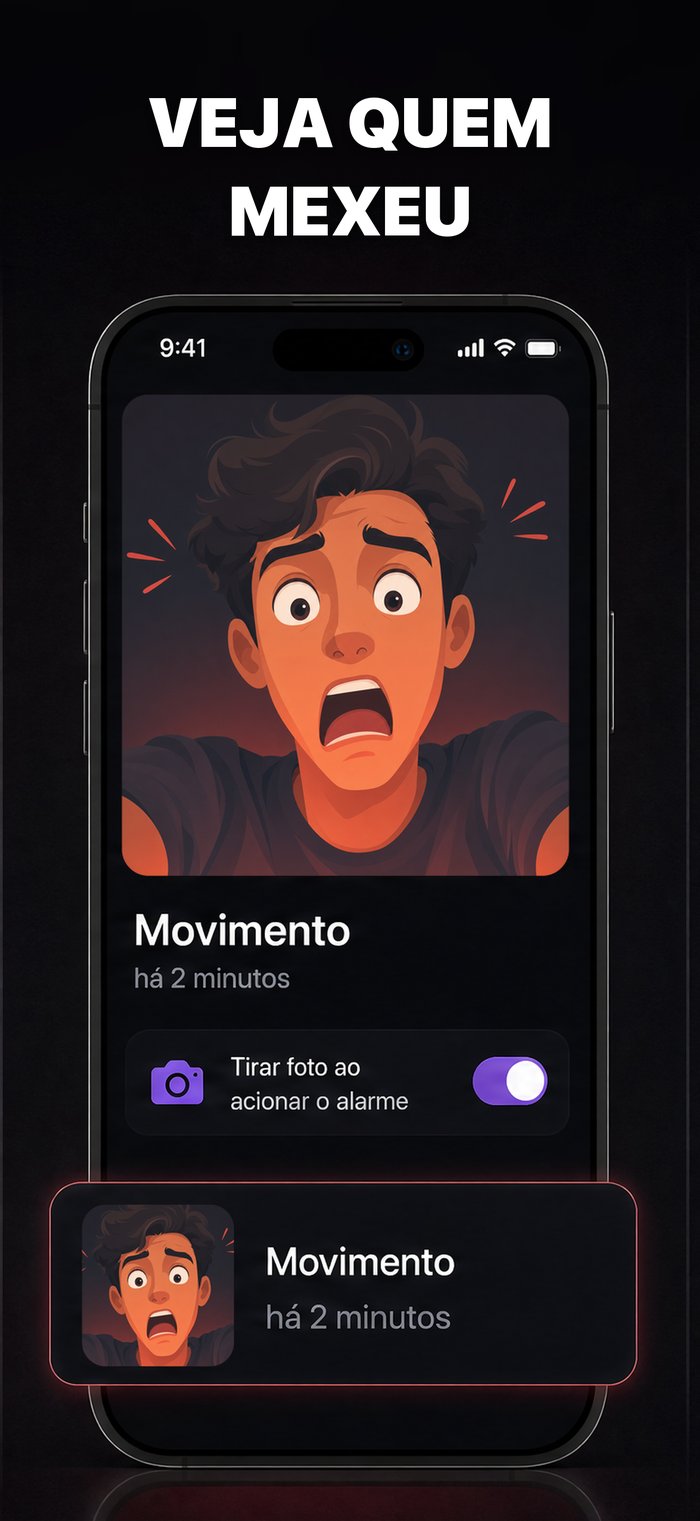 VEJA QUEM
MEXEU
9:41
Movimento
há 2 minutos
Tirar foto ao
acionar o alarme
Movimento
há 2 minutos